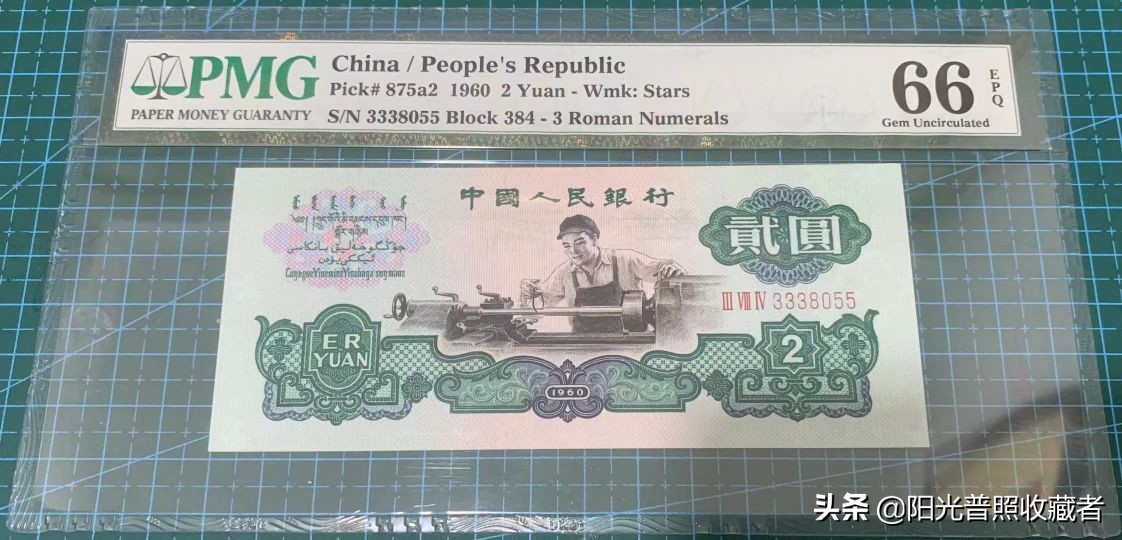 PMG
PAPER MONEY GUARANTY
China / People's Republic
Pick# 875a2 1960 2 Yuan - Wmk: Stars
S/N 3338055 Block 384 - 3 Roman Numerals
66
EPQ
Gem Uncirculated
中國人民銀行
貳圓
III VIII IV 3338055
ER
YUAN
1960
2
头条 @阳光普照收藏者